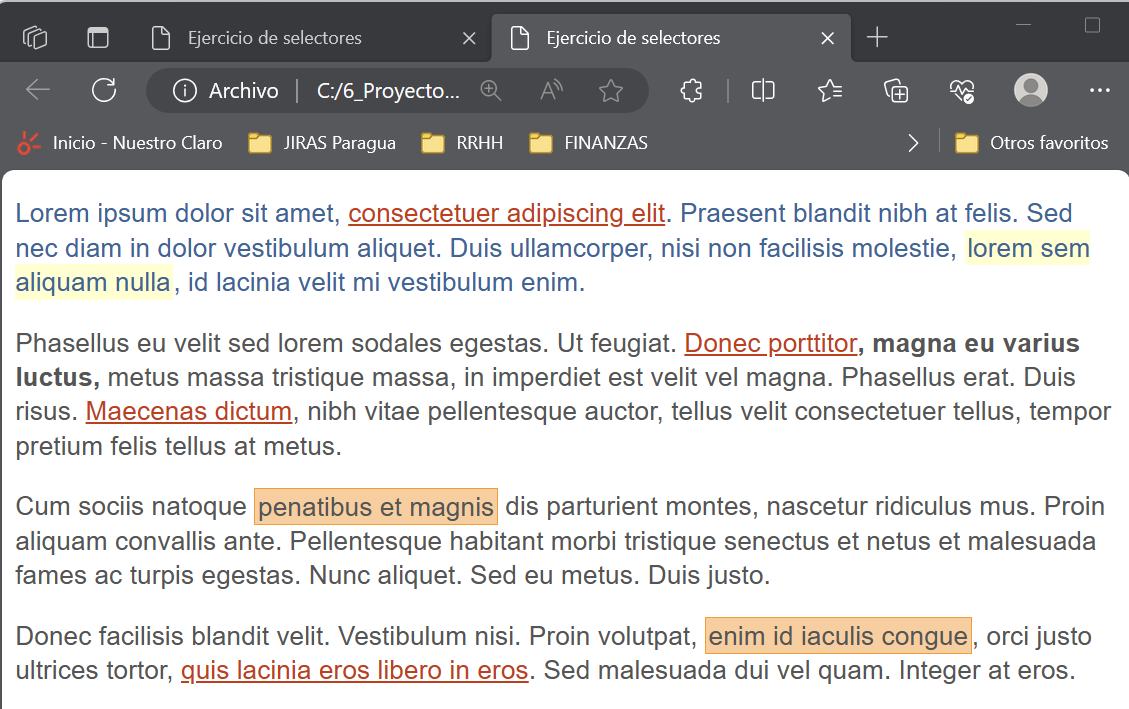 Ejercicio de selectores
Ejercicio de selectores
Archivo
C:/6_Proyecto...
Inicio - Nuestro Claro
JIRAS Paragua
RRHH
FINANZAS
Otros favoritos
Lorem ipsum dolor sit amet, consectetuer adipiscing elit. Praesent blandit nibh at felis. Sed
nec diam in dolor vestibulum aliquet. Duis ullamcorper, nisi non facilisis molestie, lorem sem
aliquam nulla, id lacinia velit mi vestibulum enim.
Phasellus eu velit sed lorem sodales egestas. Ut feugiat. Donec porttitor, magna eu varius
luctus, metus massa tristique massa, in imperdiet est velit vel magna. Phasellus erat. Duis
risus. Maecenas dictum, nibh vitae pellentesque auctor, tellus velit consectetuer tellus, tempor
pretium felis tellus at metus.
Cum sociis natoque penatibus et magnis dis parturient montes, nascetur ridiculus mus. Proin
aliquam convallis ante. Pellentesque habitant morbi tristique senectus et netus et malesuada
fames ac turpis egestas. Nunc aliquet. Sed eu metus. Duis justo.
Donec facilisis blandit velit. Vestibulum nisi. Proin volutpat, enim id iaculis congue, orci justo
ultrices tortor, quis lacinia eros libero in eros. Sed malesuada dui vel quam. Integer at eros.